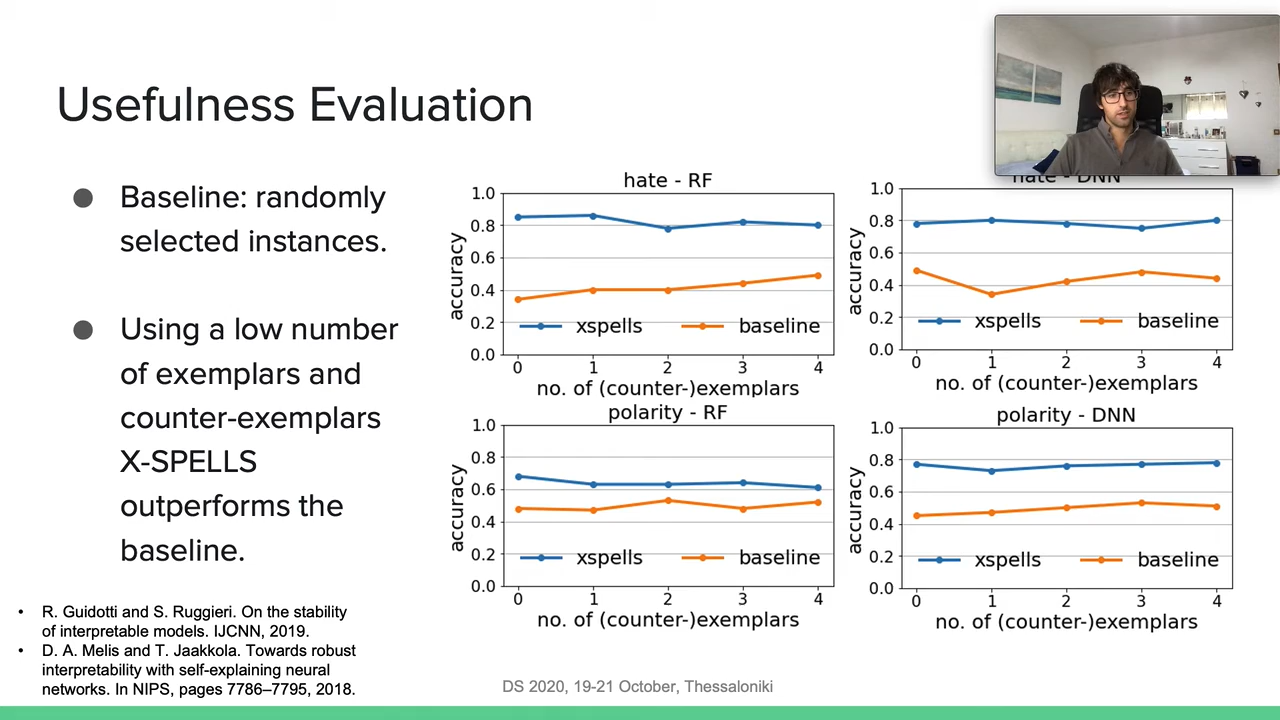 Usefulness Evaluation
● Baseline: randomly
selected instances.
● Using a low number
of exemplars and
counter-exemplars
X-SPELLS
outperforms the
baseline.
hate - RF
1.0
0.8
0.6
0.4
0.2
0.0
accuracy
xspells baseline
0 1 2 3 4
no. of (counter-)exemplars
hate - DNN
1.0
0.8
0.6
0.4
0.2
0.0
accuracy
xspells baseline
0 1 2 3 4
no. of (counter-)exemplars
polarity - RF
1.0
0.8
0.6
0.4
0.2
0.0
accuracy
xspells baseline
0 1 2 3 4
no. of (counter-)exemplars
polarity - DNN
1.0
0.8
0.6
0.4
0.2
0.0
accuracy
xspells baseline
0 1 2 3 4
no. of (counter-)exemplars
• R. Guidotti and S. Ruggieri. On the stability
of interpretable models. IJCNN, 2019.
• D. A. Melis and T. Jaakkola. Towards robust
interpretability with self-explaining neural
networks. In NIPS, pages 7786–7795, 2018.
DS 2020, 19-21 October, Thessaloniki